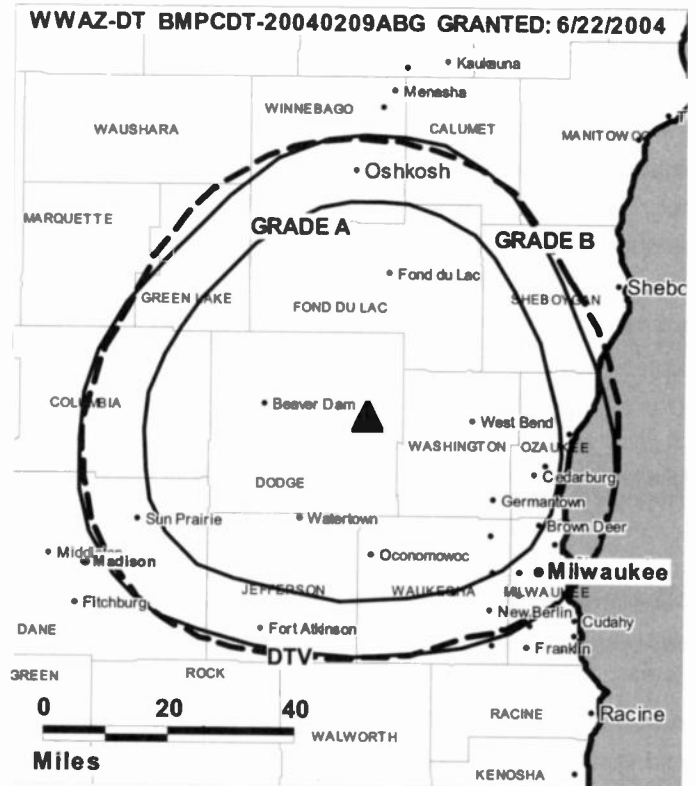 WWAZ-DT BMPCDT-20040209ABG GRANTED: 6/22/2004
Kaukauna
Menasha
WINNEBAGO
WAUSHARA
CALUMET
MANITOWOC
Oshkosh
MARQUETTE
GRADE A
GRADE B
Fond du Lac
Shebo
GREEN LAKE
FOND DU LAC
SHEBOYGAN
COLUMBIA
Beaver Dam
West Bend
WASHINGTON
OZAUKEE
Cedarburg
DODGE
Germantown
Sun Prairie
Watertown
Brown Deer
Middleton
Madison
Oconomowoc
Milwaukee
JEFFERSON
WAUKESHA
MILWAUKEE
Fitchburg
New Berlin
Cudahy
DANE
Fort Atkinson
Franklin
DTV
GREEN
ROCK
0 20 40
Miles
WALWORTH
RACINE
Racine
KENOSHA